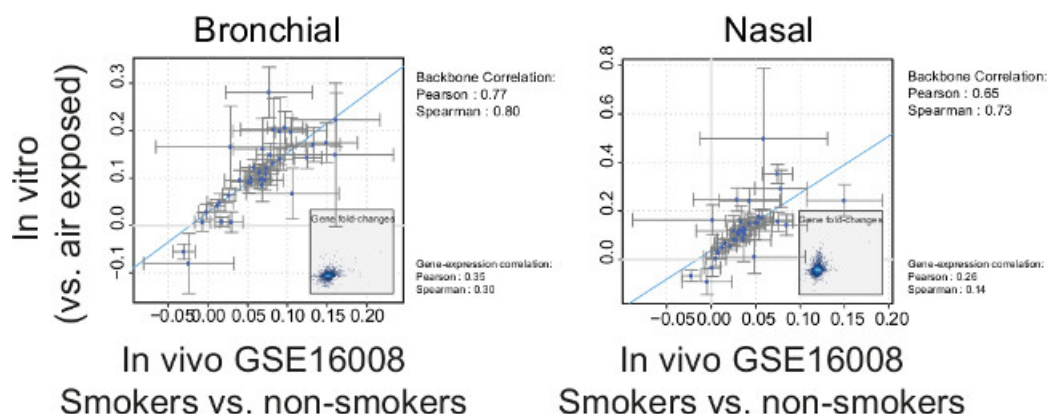 Bronchial
0.3
0.2
0.1
0.0
−0.1
−0.05 0.00 0.05 0.10 0.15 0.20
In vitro
(vs. air exposed)
Backbone Correlation:
Pearson : 0.77
Spearman : 0.80
Gene fold-changes
Gene-expression correlation:
Pearson : 0.35
Spearman : 0.30
In vivo GSE16008
Smokers vs. non-smokers
Nasal
0.8
0.6
0.4
0.2
0.0
−0.05 0.00 0.05 0.10 0.15 0.20
Backbone Correlation:
Pearson : 0.65
Spearman : 0.73
Gene fold-changes
Gene-expression correlation:
Pearson : 0.26
Spearman : 0.14
In vivo GSE16008
Smokers vs. non-smokers